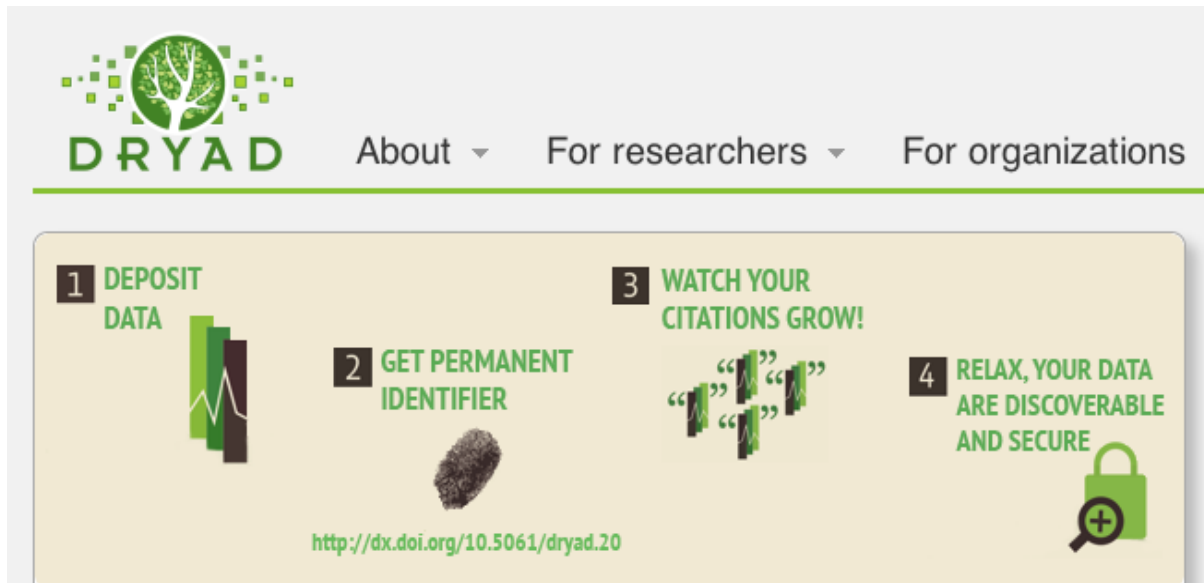 DRYAD
About
For researchers
For organizations
1 DEPOSIT
DATA
2 GET PERMANENT
IDENTIFIER
http://dx.doi.org/10.5061/dryad.20
3 WATCH YOUR
CITATIONS GROW!
4 RELAX, YOUR DATA
ARE DISCOVERABLE
AND SECURE